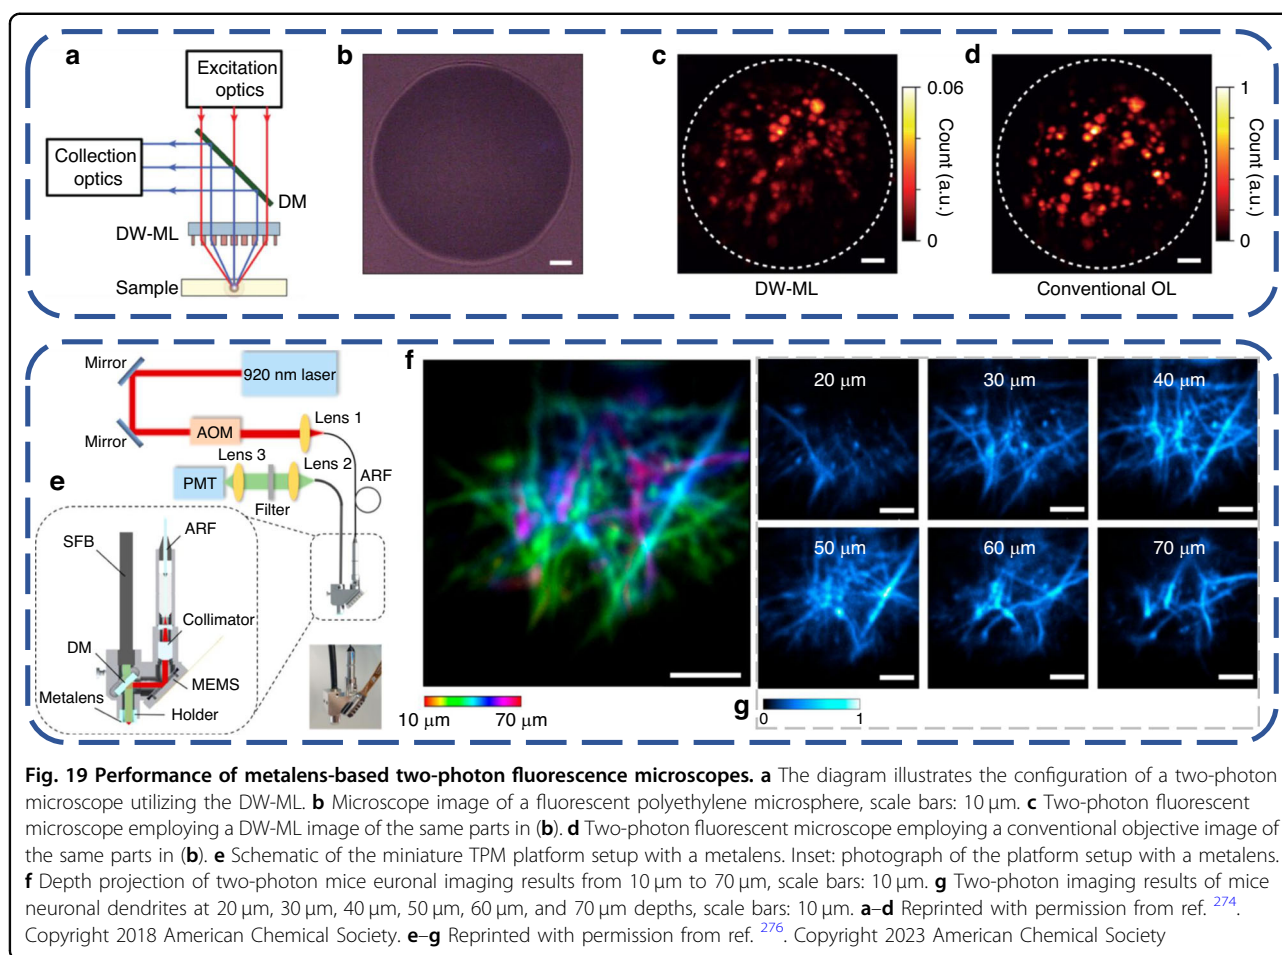 a
Excitation
optics
Collection
optics
DM
DW-ML
Sample
b
c
0.06
Count (a.u.)
0
DW-ML
d
1
Count (a.u.)
0
Conventional OL
Mirror
920 nm laser
Mirror
AOM
Lens 1
Lens 3
Lens 2
PMT
Filter
ARF
e
SFB
ARF
Collimator
DM
MEMS
Metalens
Holder
f
10 µm
70 µm
20 µm
30 µm
40 µm
50 µm
60 µm
70 µm
g
0
1
Fig. 19 Performance of metalens-based two-photon fluorescence microscopes. a The diagram illustrates the configuration of a two-photon
microscope utilizing the DW-ML. b Microscope image of a fluorescent polyethylene microsphere, scale bars: 10 µm. c Two-photon fluorescent
microscope employing a DW-ML image of the same parts in (b). d Two-photon fluorescent microscope employing a conventional objective image of
the same parts in (b). e Schematic of the miniature TPM platform setup with a metalens. Inset: photograph of the platform setup with a metalens.
f Depth projection of two-photon mice euronal imaging results from 10 µm to 70 µm, scale bars: 10 µm. g Two-photon imaging results of mice
neuronal dendrites at 20 µm, 30 µm, 40 µm, 50 µm, 60 µm, and 70 µm depths, scale bars: 10 µm. a–d Reprinted with permission from ref. 274.
Copyright 2018 American Chemical Society. e–g Reprinted with permission from ref. 276. Copyright 2023 American Chemical Society